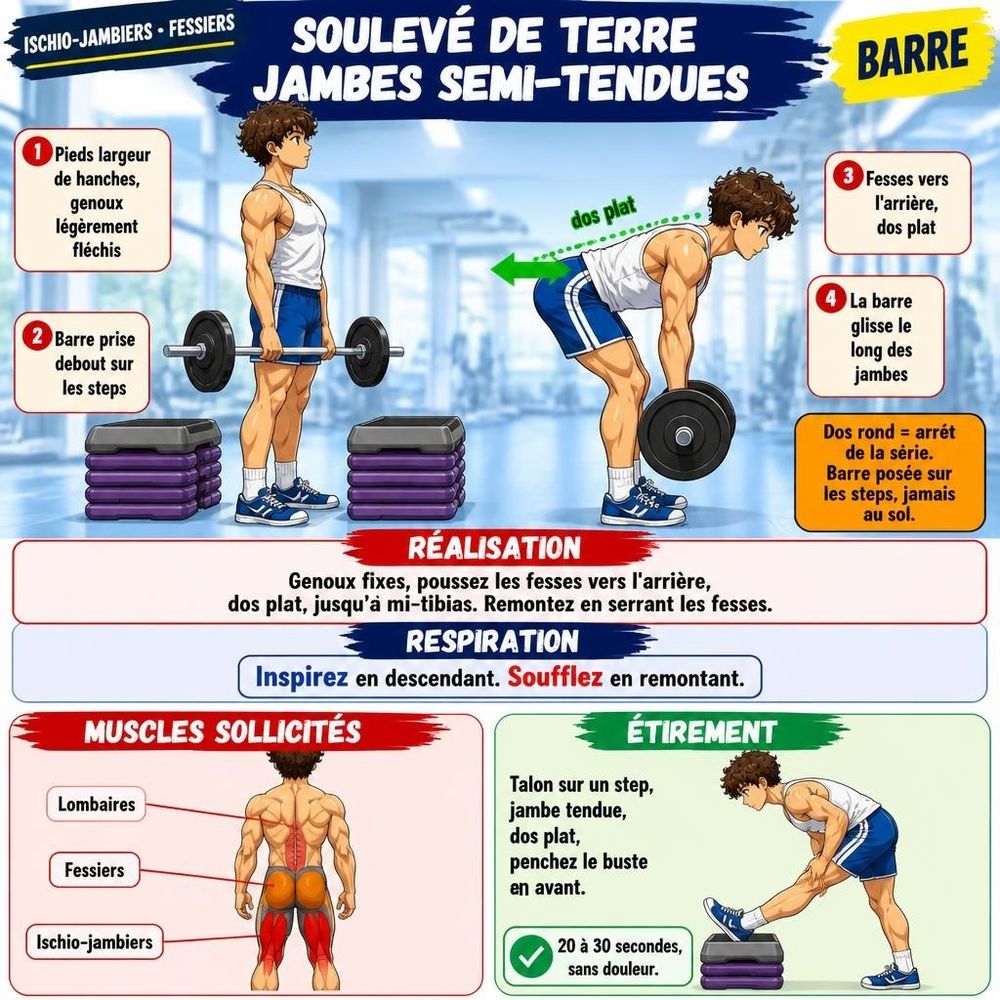 ISCHIO-JAMBIERS • FESSIERS
SOULEVÉ DE TERRE
JAMBES SEMI-TENDUES
BARRE
1 Pieds largeur
de hanches,
genoux
légèrement
fléchis
2 Barre prise
debout sur
les steps
dos plat
3 Fesses vers
l'arrière,
dos plat
4 La barre
glisse le
long des
jambes
Dos rond = arrêt
de la série.
Barre posée sur
les steps, jamais
au sol.
RÉALISATION
Genoux fixes, poussez les fesses vers l'arrière,
dos plat, jusqu'à mi-tibias. Remontez en serrant les fesses.
RESPIRATION
Inspirez en descendant. Soufflez en remontant.
MUSCLES SOLLICITÉS
Lombaires
Fessiers
Ischio-jambiers
ÉTIREMENT
Talon sur un step,
jambe tendue,
dos plat,
penchez le buste
en avant.
20 à 30 secondes,
sans douleur.